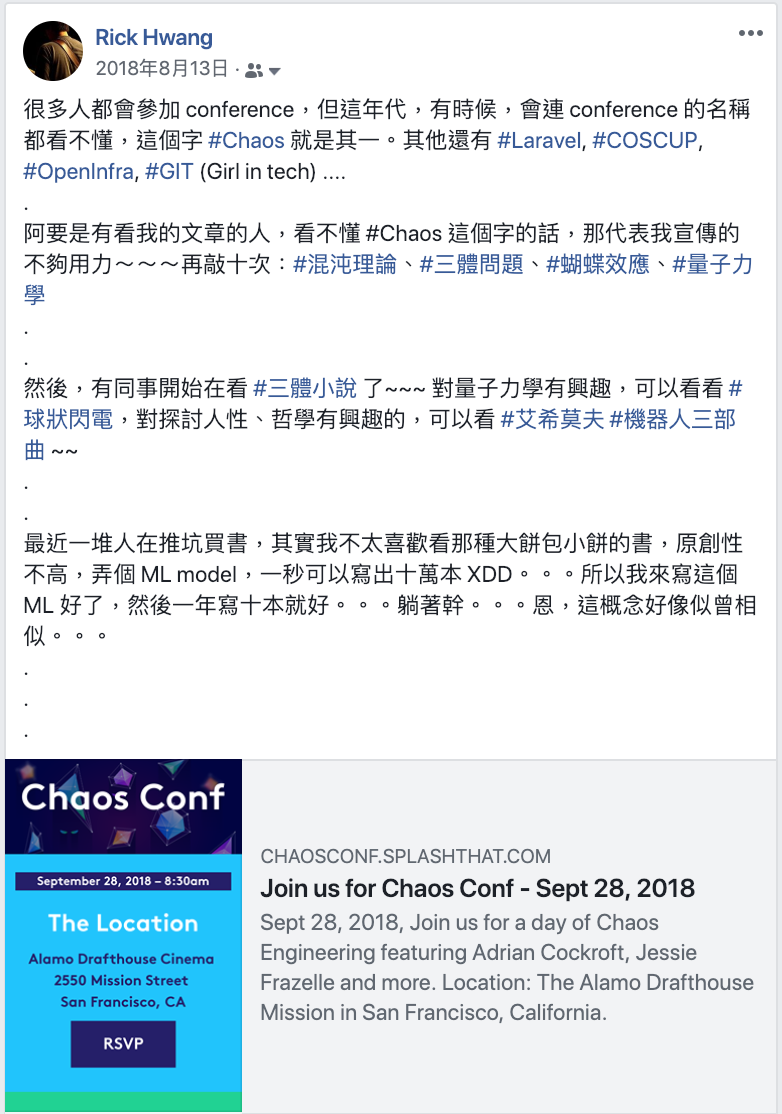 Rick Hwang
2018年8月13日 ·
很多人都會參加 conference，但這年代，有時候，會連 conference 的名稱
都看不懂，這個字 #Chaos 就是其一。其他還有 #Laravel, #COSCUP,
#OpenInfra, #GIT (Girl in tech) ....
.
阿要是有看我的文章的人，看不懂 #Chaos 這個字的話，那代表我宣傳的
不夠用力～～～再敲十次：#混沌理論、#三體問題、#蝴蝶效應、#量子力
學
.
.
然後，有同事開始在看 #三體小說 了~~~ 對量子力學有興趣，可以看看 #
球狀閃電，對探討人性、哲學有興趣的，可以看 #艾希莫夫 #機器人三部
曲 ~~
.
.
最近一堆人在推坑買書，其實我不太喜歡看那種大餅包小餅的書，原創性
不高，弄個 ML model，一秒可以寫出十萬本 XDD。。。所以我來寫這個
ML 好了，然後一年寫十本就好。。。躺著幹。。。恩，這概念好像似曾相
似。。。
.
.
.
Chaos Conf
September 28, 2018 – 8:30am
The Location
Alamo Drafthouse Cinema
2550 Mission Street
San Francisco, CA
RSVP
CHAOSCONF.SPLASHTHAT.COM
Join us for Chaos Conf - Sept 28, 2018
Sept 28, 2018, Join us for a day of Chaos
Engineering featuring Adrian Cockroft, Jessie
Frazelle and more. Location: The Alamo Drafthouse
Mission in San Francisco, California.